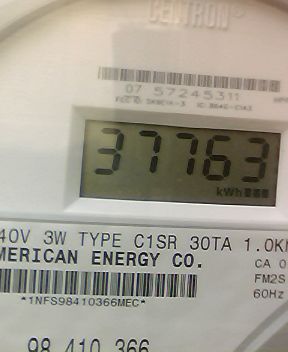 CENTRON®
07 57245311
37763
kWh
40V 3W TYPE C1SR 30TA 1.0K
MERICAN ENERGY CO.
CA 0
FM2S
*1NFS98410366MEC*
60Hz
98 410 366